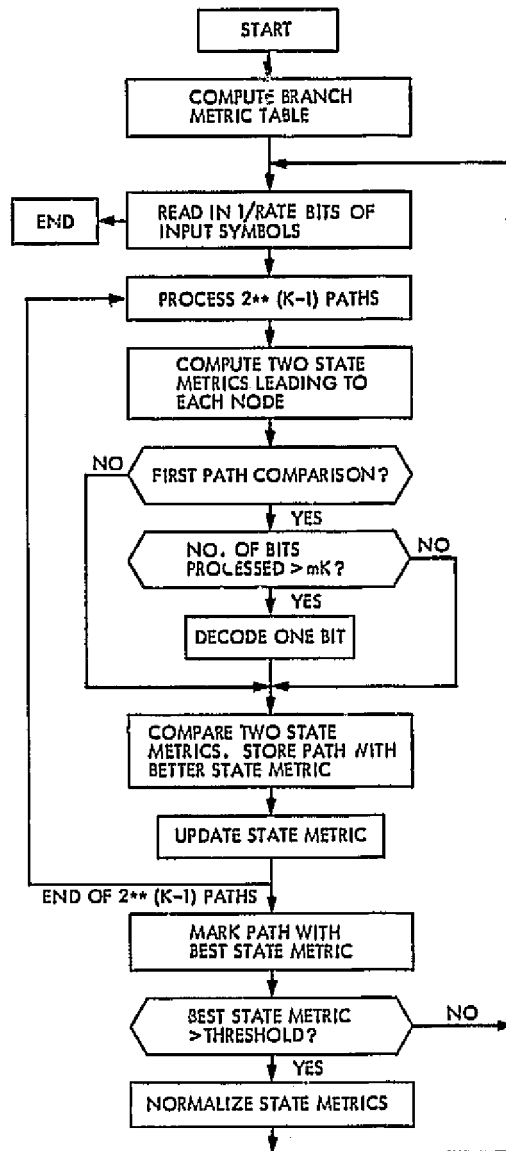 START
COMPUTE BRANCH
METRIC TABLE
END
READ IN 1/RATE BITS OF
INPUT SYMBOLS
PROCESS 2** (K-1) PATHS
COMPUTE TWO STATE
METRICS LEADING TO
EACH NODE
NO
FIRST PATH COMPARISON?
YES
NO. OF BITS
PROCESSED > mK?
NO
YES
DECODE ONE BIT
COMPARE TWO STATE
METRICS. STORE PATH WITH
BETTER STATE METRIC
UPDATE STATE METRIC
END OF 2** (K-1) PATHS
MARK PATH WITH
BEST STATE METRIC
BEST STATE METRIC
>THRESHOLD?
NO
YES
NORMALIZE STATE METRICS